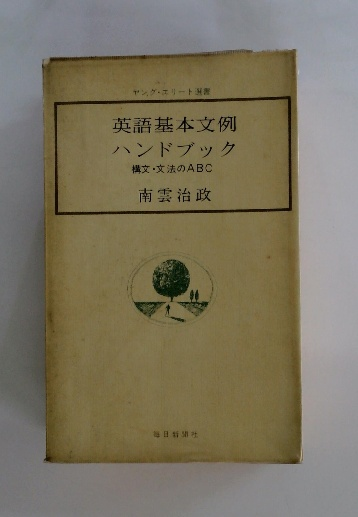 ヤング・エリート選書
英語基本文例
ハンドブック
構文・文法のABC
南雲治政
毎日新聞社